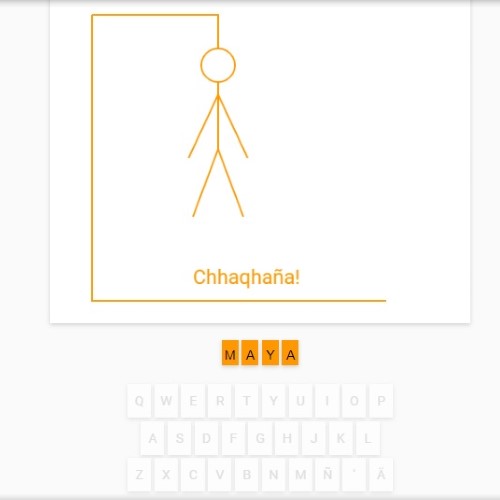 Chhaqhaña!
M A Y A
Q W E R T Y U I O P
A S D F G H J K L
Z X C V B N M Ñ ' Ä